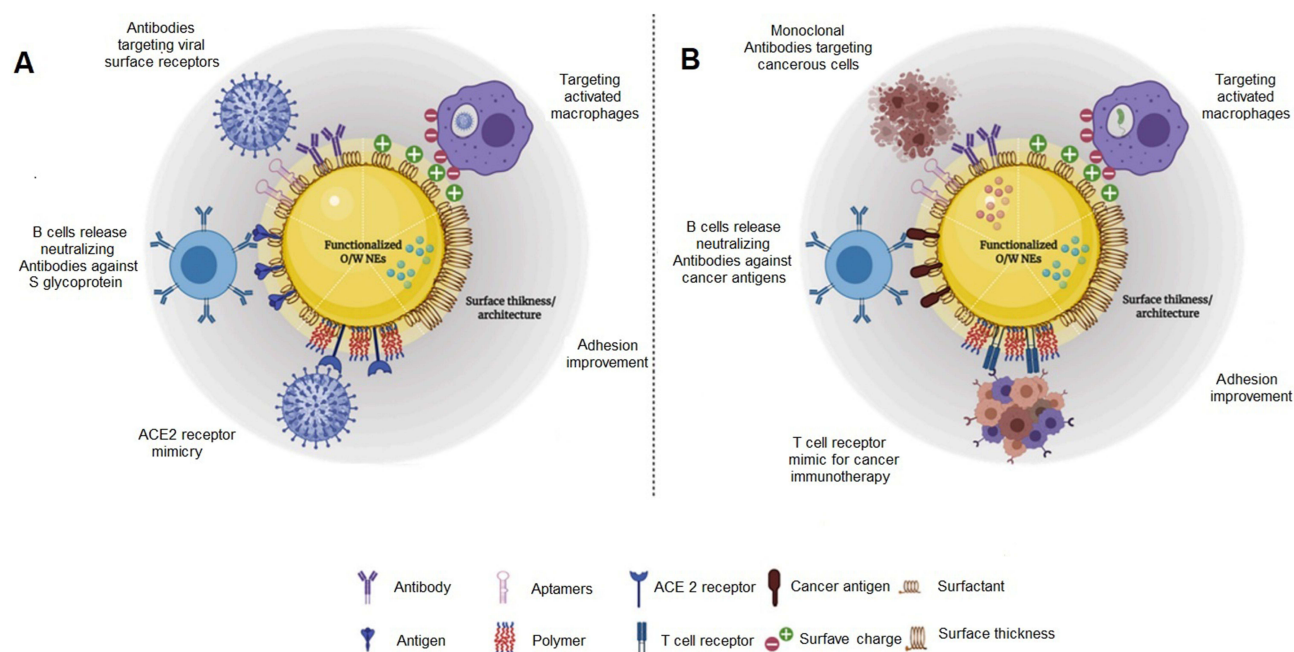 A
Antibodies
targeting viral
surface receptors
Targeting
activated
macrophages
B cells release
neutralizing
Antibodies against
S glycoprotein
Functionalized
O/W NEs
Surface thikness/
architecture
Adhesion
improvement
ACE2 receptor
mimicry
B
Monoclonal
Antibodies targeting
cancerous cells
Targeting
activated
macrophages
B cells release
neutralizing
Antibodies against
cancer antigens
Functionalized
O/W NEs
Surface thikness/
architecture
Adhesion
improvement
T cell receptor
mimic for cancer
immunotherapy
Antibody
Aptamers
ACE 2 receptor
Cancer antigen
Surfactant
Antigen
Polymer
T cell receptor
Surfave charge
Surface thickness